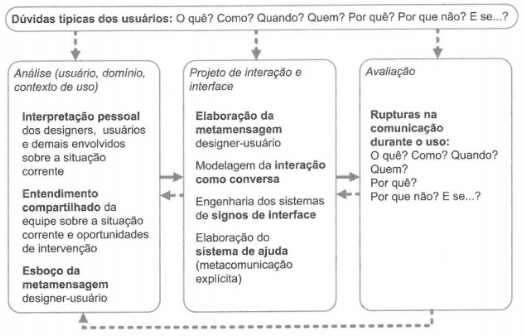 Dúvidas típicas dos usuários: O quê? Como? Quando? Quem? Por quê? Por que não? E se...?
Análise (usuário, domínio,
contexto de uso)
Interpretação pessoal
dos designers, usuários
e demais envolvidos
sobre a situação
corrente
Entendimento
compartilhado da
equipe sobre a situação
corrente e oportunidades
de intervenção
Esboço da
metamensagem
designer-usuário
Projeto de interação e
interface
Elaboração da
metamensagem
designer-usuário
Modelagem da interação
como conversa
Engenharia dos sistemas
de signos de interface
Elaboração do
sistema de ajuda
(metacomunicação
explícita)
Avaliação
Rupturas na
comunicação
durante o uso:
O quê? Como? Quando?
Quem?
Por quê?
Por que não? E se...?